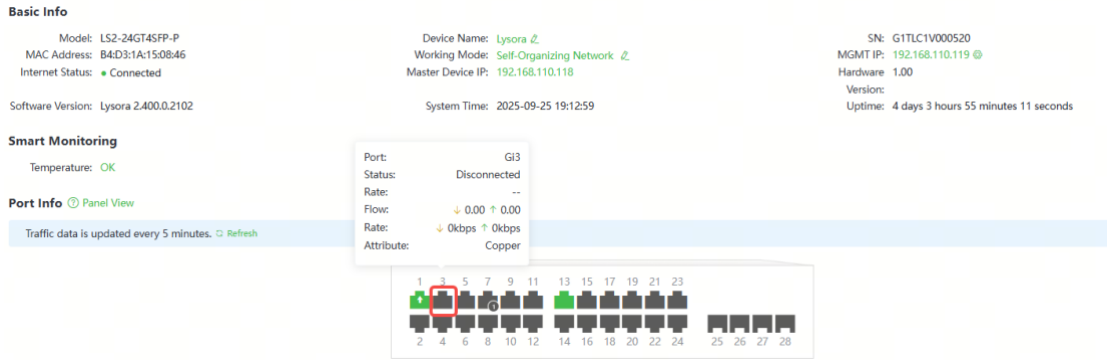 Basic Info
Model: LS2-24GT4SFP-P Device Name: Lysora SN: G1TLC1V000520
MAC Address: B4:D3:1A:15:08:46 Working Mode: Self-Organizing Network MGMT IP: 192.168.110.119
Internet Status: Connected Master Device IP: 192.168.110.118 Hardware 1.00
Version:
Software Version: Lysora 2.400.0.2102 System Time: 2025-09-25 19:12:59 Uptime: 4 days 3 hours 55 minutes 11 seconds
Smart Monitoring
Temperature: OK
Port: Gi3
Status: Disconnected
Rate: --
Flow: ↓ 0.00 ↑ 0.00
Rate: ↓ 0kbps ↑ 0kbps
Attribute: Copper
Port Info ? Panel View
Traffic data is updated every 5 minutes. Refresh
1 3 5 7 9 11 13 15 17 19 21 23
2 4 6 8 10 12 14 16 18 20 22 24 25 26 27 28